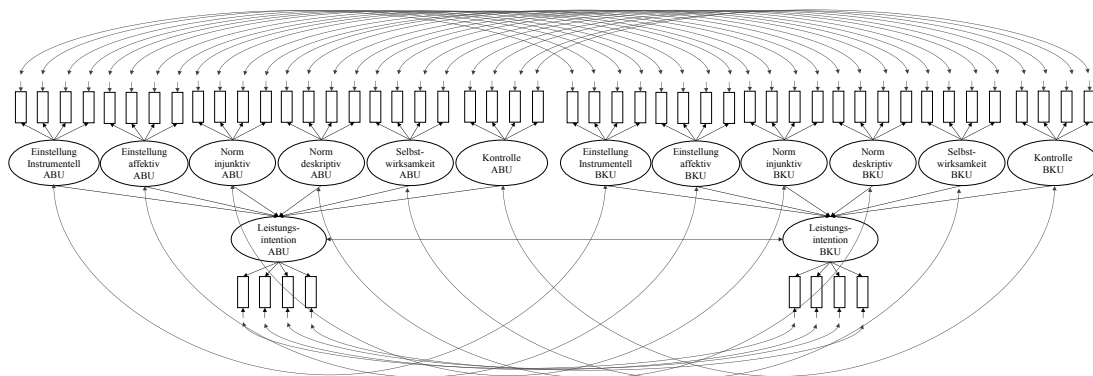 Einstellung
Instrumentell
ABU
Einstellung
affektiv
ABU
Norm
injunktiv
ABU
Norm
deskriptiv
ABU
Selbst-
wirksamkeit
ABU
Kontrolle
ABU
Einstellung
Instrumentell
BKU
Einstellung
affektiv
BKU
Norm
injunktiv
BKU
Norm
deskriptiv
BKU
Selbst-
wirksamkeit
BKU
Kontrolle
BKU
Leistungs-
intention
ABU
Leistungs-
intention
BKU